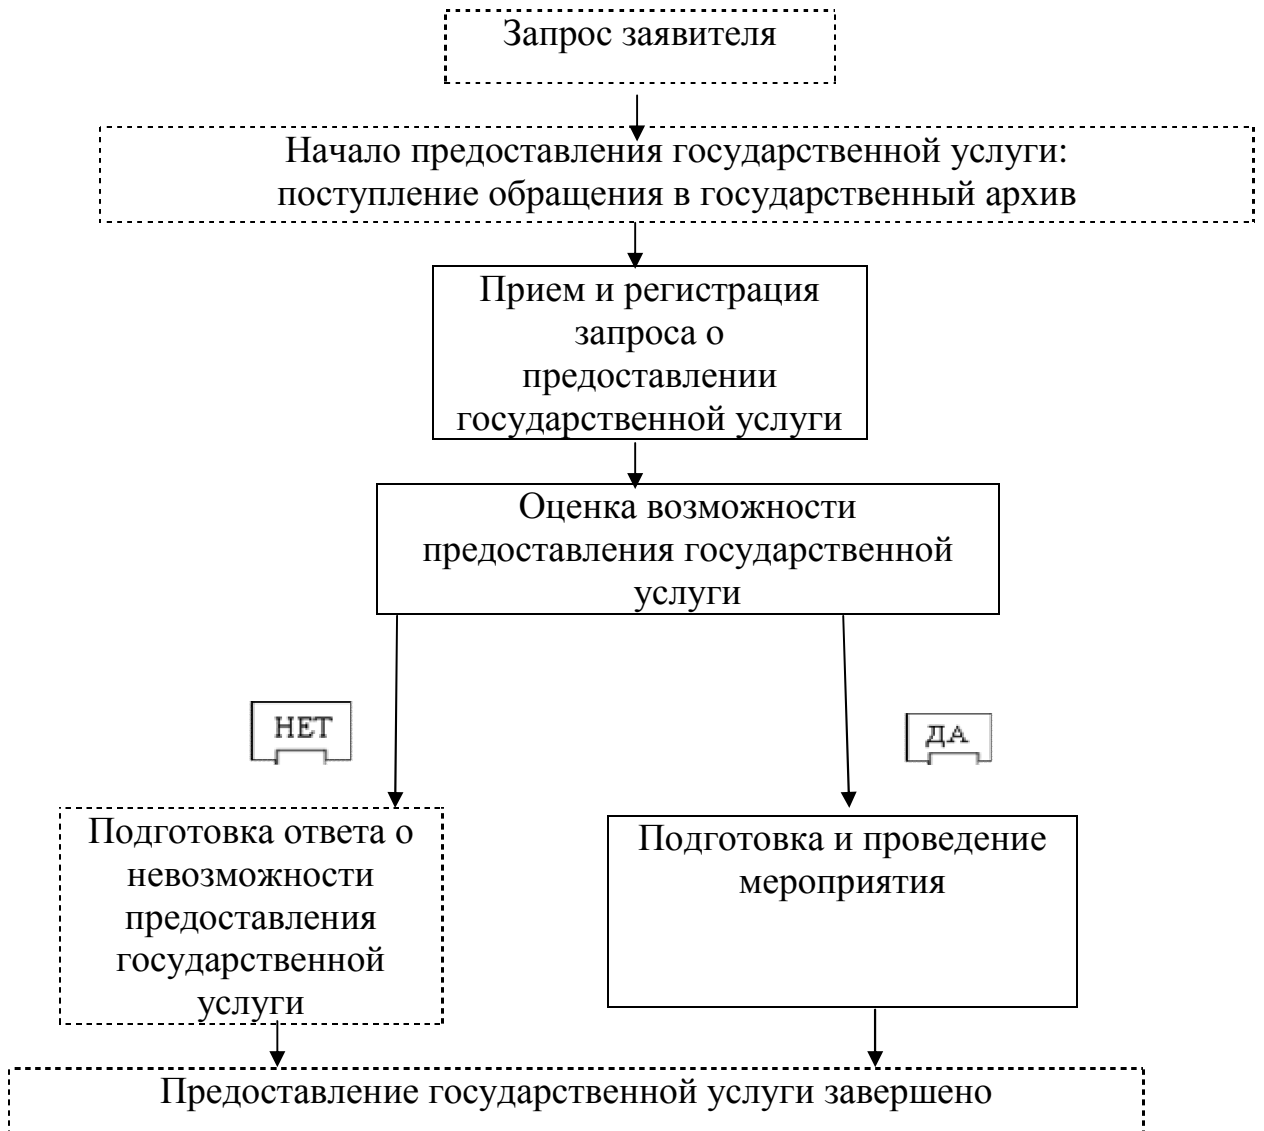 Запрос заявителя
Начало предоставления государственной услуги:
поступление обращения в государственный архив
Прием и регистрация
запроса о
предоставлении
государственной услуги
Оценка возможности
предоставления государственной
услуги
НЕТ
ДА
Подготовка ответа о
невозможности
предоставления
государственной
услуги
Подготовка и проведение
мероприятия
Предоставление государственной услуги завершено